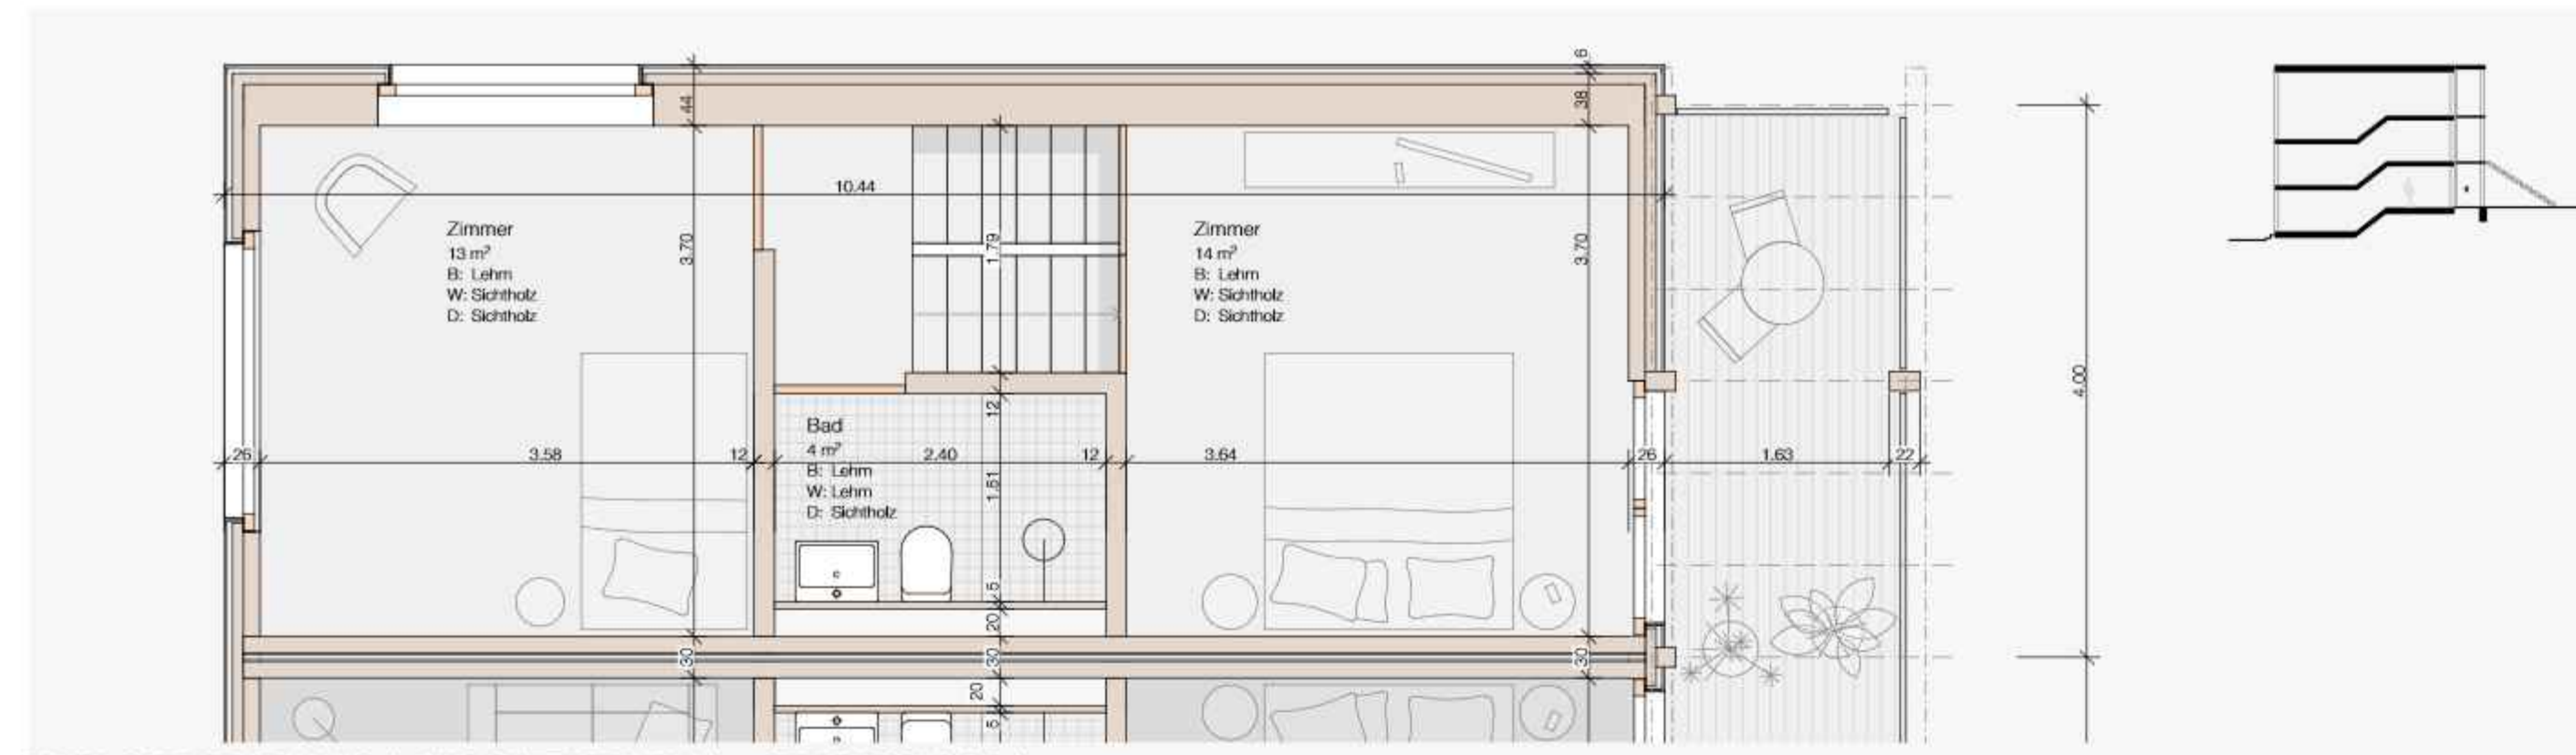 6
44
38
10.44
Zimmer
13 m²
B: Lehm
W: Sichtholz
D: Sichtholz
3.70
1.79
Zimmer
14 m²
B: Lehm
W: Sichtholz
D: Sichtholz
3.70
4.00
12
Bad
4 m²
B: Lehm
W: Lehm
D: Sichtholz
26
3.58
12
2.40
12
3.64
26
1.63
22
1.61
5
20
30
30
30
20
5